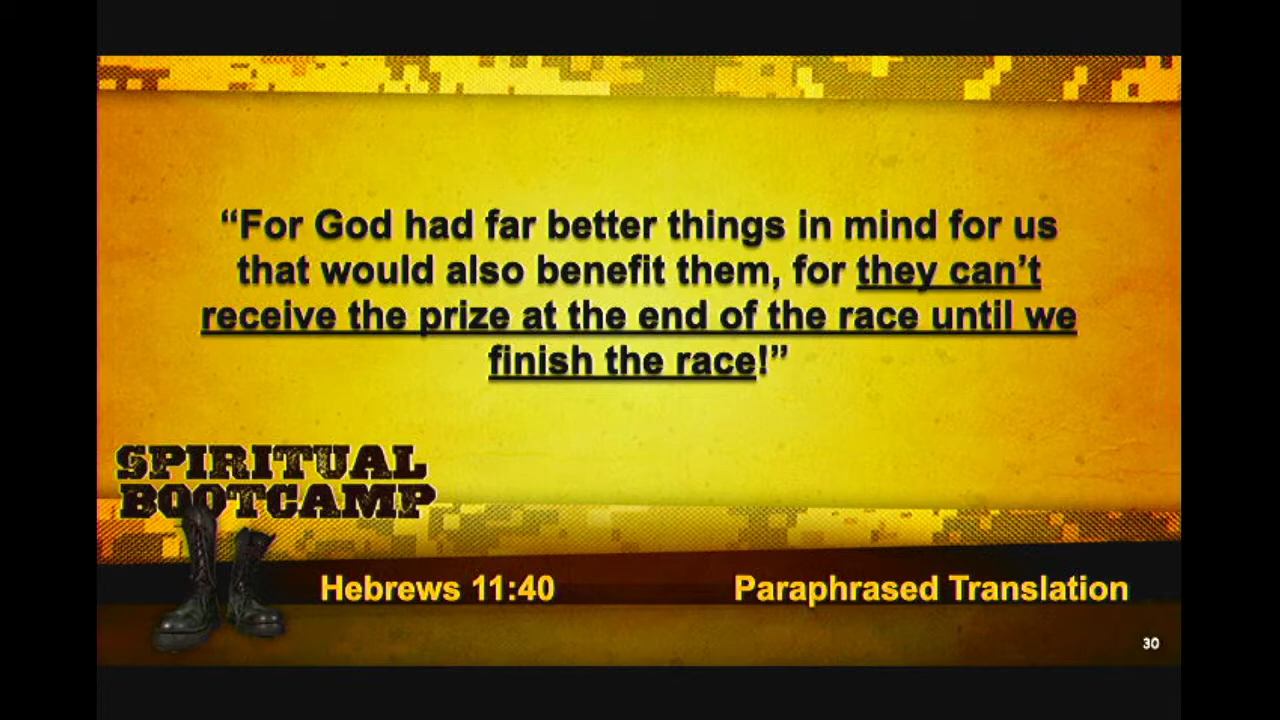 “For God had far better things in mind for us
that would also benefit them, for they can’t
receive the prize at the end of the race until we
finish the race!”
SPIRITUAL
BOOTCAMP
Hebrews 11:40
Paraphrased Translation
30